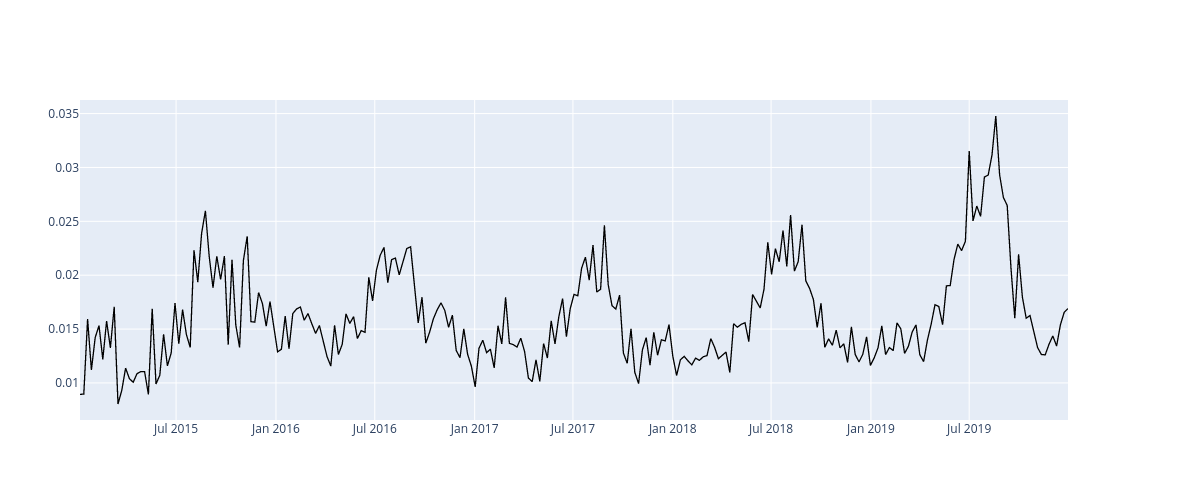 0.035
0.03
0.025
0.02
0.015
0.01
Jul 2015
Jan 2016
Jul 2016
Jan 2017
Jul 2017
Jan 2018
Jul 2018
Jan 2019
Jul 2019